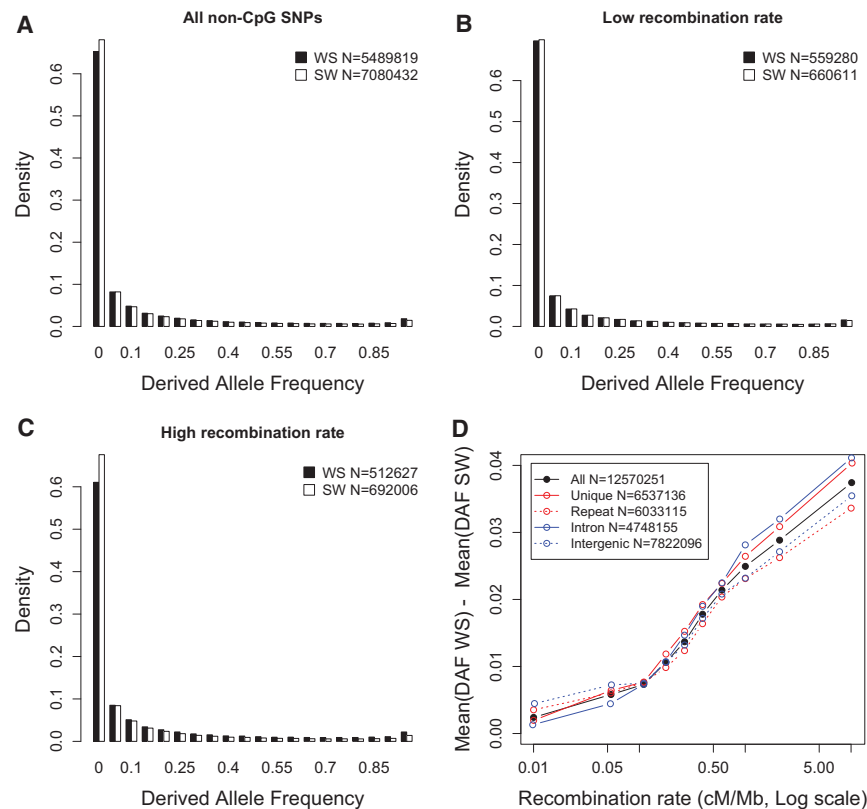 A
All non-CpG SNPs
WS N=5489819
SW N=7080432
Density
0.0
0.1
0.2
0.3
0.4
0.5
0.6
0
0.1
0.25
0.4
0.55
0.7
0.85
Derived Allele Frequency
B
Low recombination rate
WS N=559280
SW N=660611
Density
0.0
0.1
0.2
0.3
0.4
0.5
0.6
0
0.1
0.25
0.4
0.55
0.7
0.85
Derived Allele Frequency
C
High recombination rate
WS N=512627
SW N=692006
Density
0.0
0.1
0.2
0.3
0.4
0.5
0.6
0
0.1
0.25
0.4
0.55
0.7
0.85
Derived Allele Frequency
D
All N=12570251
Unique N=6537136
Repeat N=6033115
Intron N=4748155
Intergenic N=7822096
Mean(DAF WS) - Mean(DAF SW)
0.00
0.01
0.02
0.03
0.04
0.01
0.05
0.50
5.00
Recombination rate (cM/Mb, Log scale)